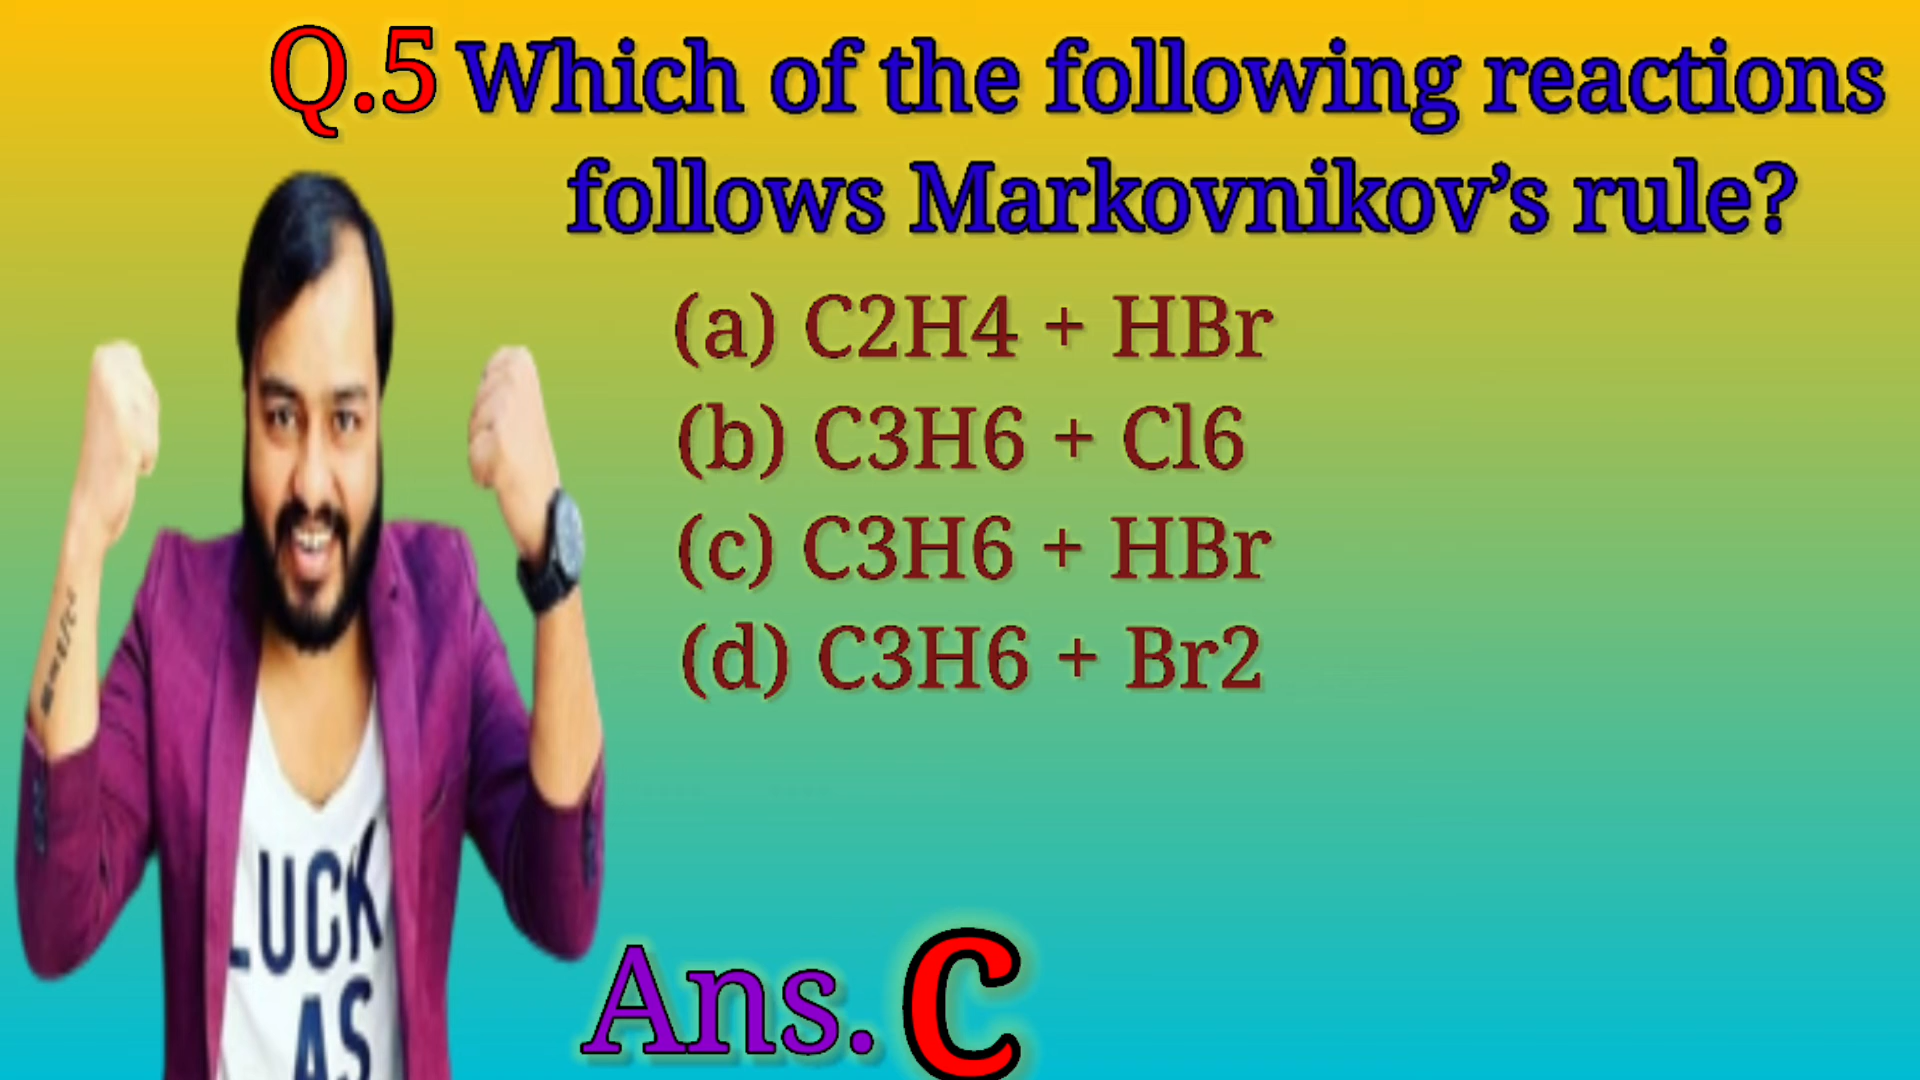 Q.5 Which of the following reactions
follows Markovnikov’s rule?
(a) C2H4 + HBr
(b) C3H6 + Cl6
(c) C3H6 + HBr
(d) C3H6 + Br2
LUCK
AS
Ans. C